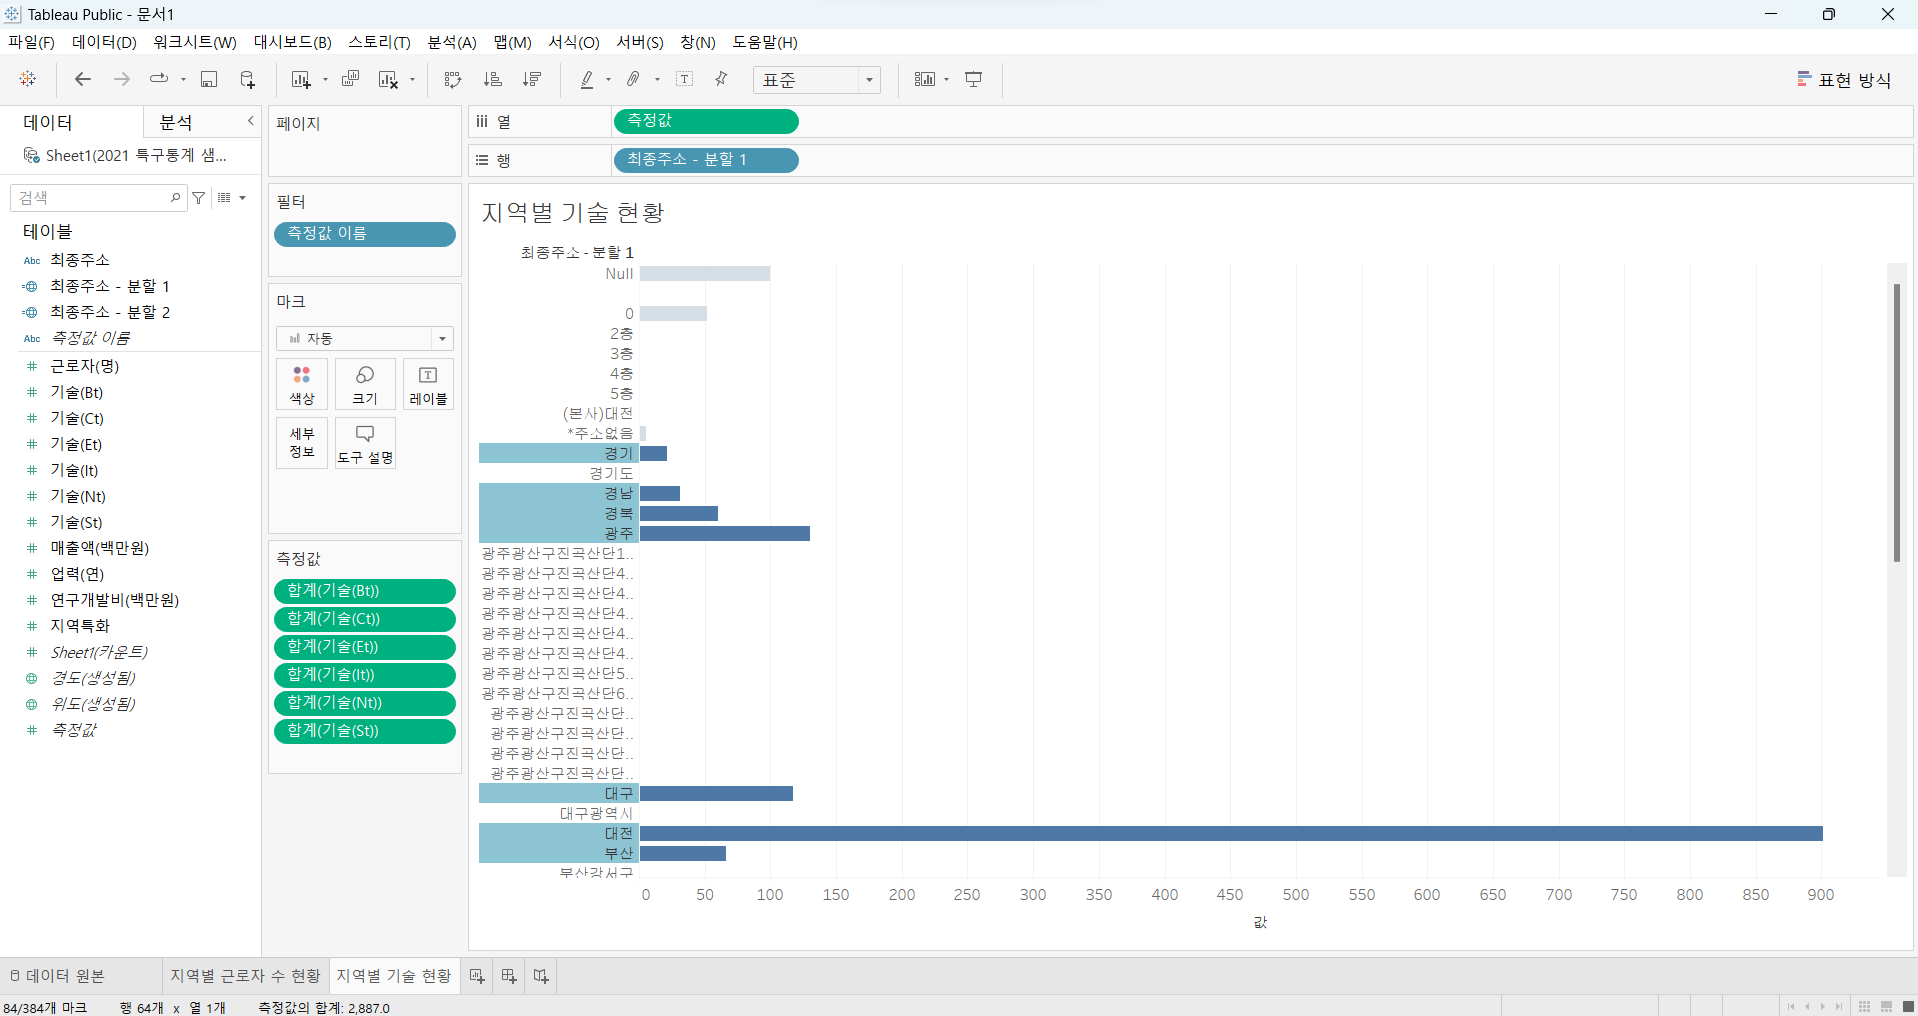 Tableau Public - 문서1
파일(F) 데이터(D) 워크시트(W) 대시보드(B) 스토리(T) 분석(A) 맵(M) 서식(O) 서버(S) 창(N) 도움말(H)
표준
표현 방식
데이터 분석
Sheet1(2021 특구통계 샘...
검색
테이블
Abc 최종주소
최종주소 - 분할 1
최종주소 - 분할 2
Abc 측정값 이름
근로자(명)
기술(Bt)
기술(Ct)
기술(Et)
기술(It)
기술(Nt)
기술(St)
매출액(백만원)
업력(연)
연구개발비(백만원)
지역특화
Sheet1(카운트)
경도(생성됨)
위도(생성됨)
측정값
페이지
필터
측정값 이름
마크
자동
색상 크기 레이블
세부 정보 도구 설명
측정값
합계(기술(Bt))
합계(기술(Ct))
합계(기술(Et))
합계(기술(It))
합계(기술(Nt))
합계(기술(St))
열 측정값
행 최종주소 - 분할 1
지역별 기술 현황
최종주소 - 분할 1
Null
0
2층
3층
4층
5층
(본사)대전
*주소없음
경기
경기도
경남
경북
광주
광주광산구진곡산단1..
광주광산구진곡산단4..
광주광산구진곡산단4..
광주광산구진곡산단4..
광주광산구진곡산단4..
광주광산구진곡산단4..
광주광산구진곡산단5..
광주광산구진곡산단6..
광주광산구진곡산단..
광주광산구진곡산단..
광주광산구진곡산단..
광주광산구진곡산단..
대구
대구광역시
대전
부산
부산강서구
0 50 100 150 200 250 300 350 400 450 500 550 600 650 700 750 800 850 900
값
데이터 원본 지역별 근로자 수 현황 지역별 기술 현황
84/384개 마크 행 64개 x 열 1개 측정값의 합계: 2,887.0